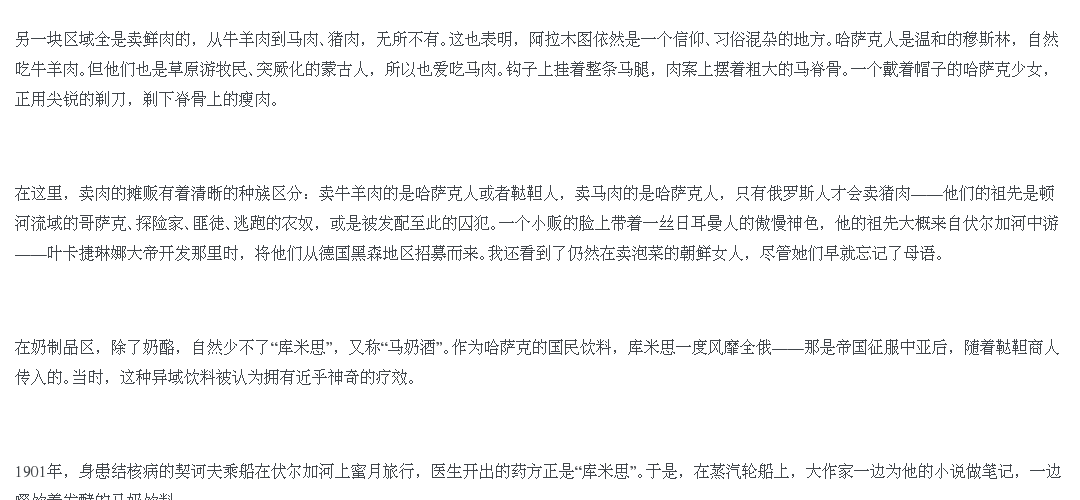 另一块区域全是卖鲜肉的，从牛羊肉到马肉、猪肉，无所不有。这也表明，阿拉木图依然是一个信仰、习俗混杂的地方。哈萨克人是温和的穆斯林，自然
吃牛羊肉。但他们也是草原游牧民、突厥化的蒙古人，所以也爱吃马肉。钩子上挂着整条马腿，肉案上摆着粗大的马脊骨。一个戴着帽子的哈萨克少女，
正用尖锐的剃刀，剃下脊骨上的瘦肉。
在这里，卖肉的摊贩有着清晰的种族区分：卖牛羊肉的是哈萨克人或者鞑靼人，卖马肉的是哈萨克人，只有俄罗斯人才会卖猪肉——他们的祖先是顿
河流域的哥萨克、探险家、匪徒、逃跑的农奴，或是被发配至此的囚犯。一个小贩的脸上带着一丝日耳曼人的傲慢神色，他的祖先大概来自伏尔加河中游
——叶卡捷琳娜大帝开发那里时，将他们从德国黑森地区招募而来。我还看到了仍然在卖泡菜的朝鲜女人，尽管她们早就忘记了母语。
在奶制品区，除了奶酪，自然少不了“库米思”，又称“马奶酒”。作为哈萨克的国民饮料，库米思一度风靡全俄——那是帝国征服中亚后，随着鞑靼商人
传入的。当时，这种异域饮料被认为拥有近乎神奇的疗效。
1901年，身患结核病的契诃夫乘船在伏尔加河上蜜月旅行，医生开出的药方正是“库米思”。于是，在蒸汽轮船上，大作家一边为他的小说做笔记，一边
着发酵的马奶饮料